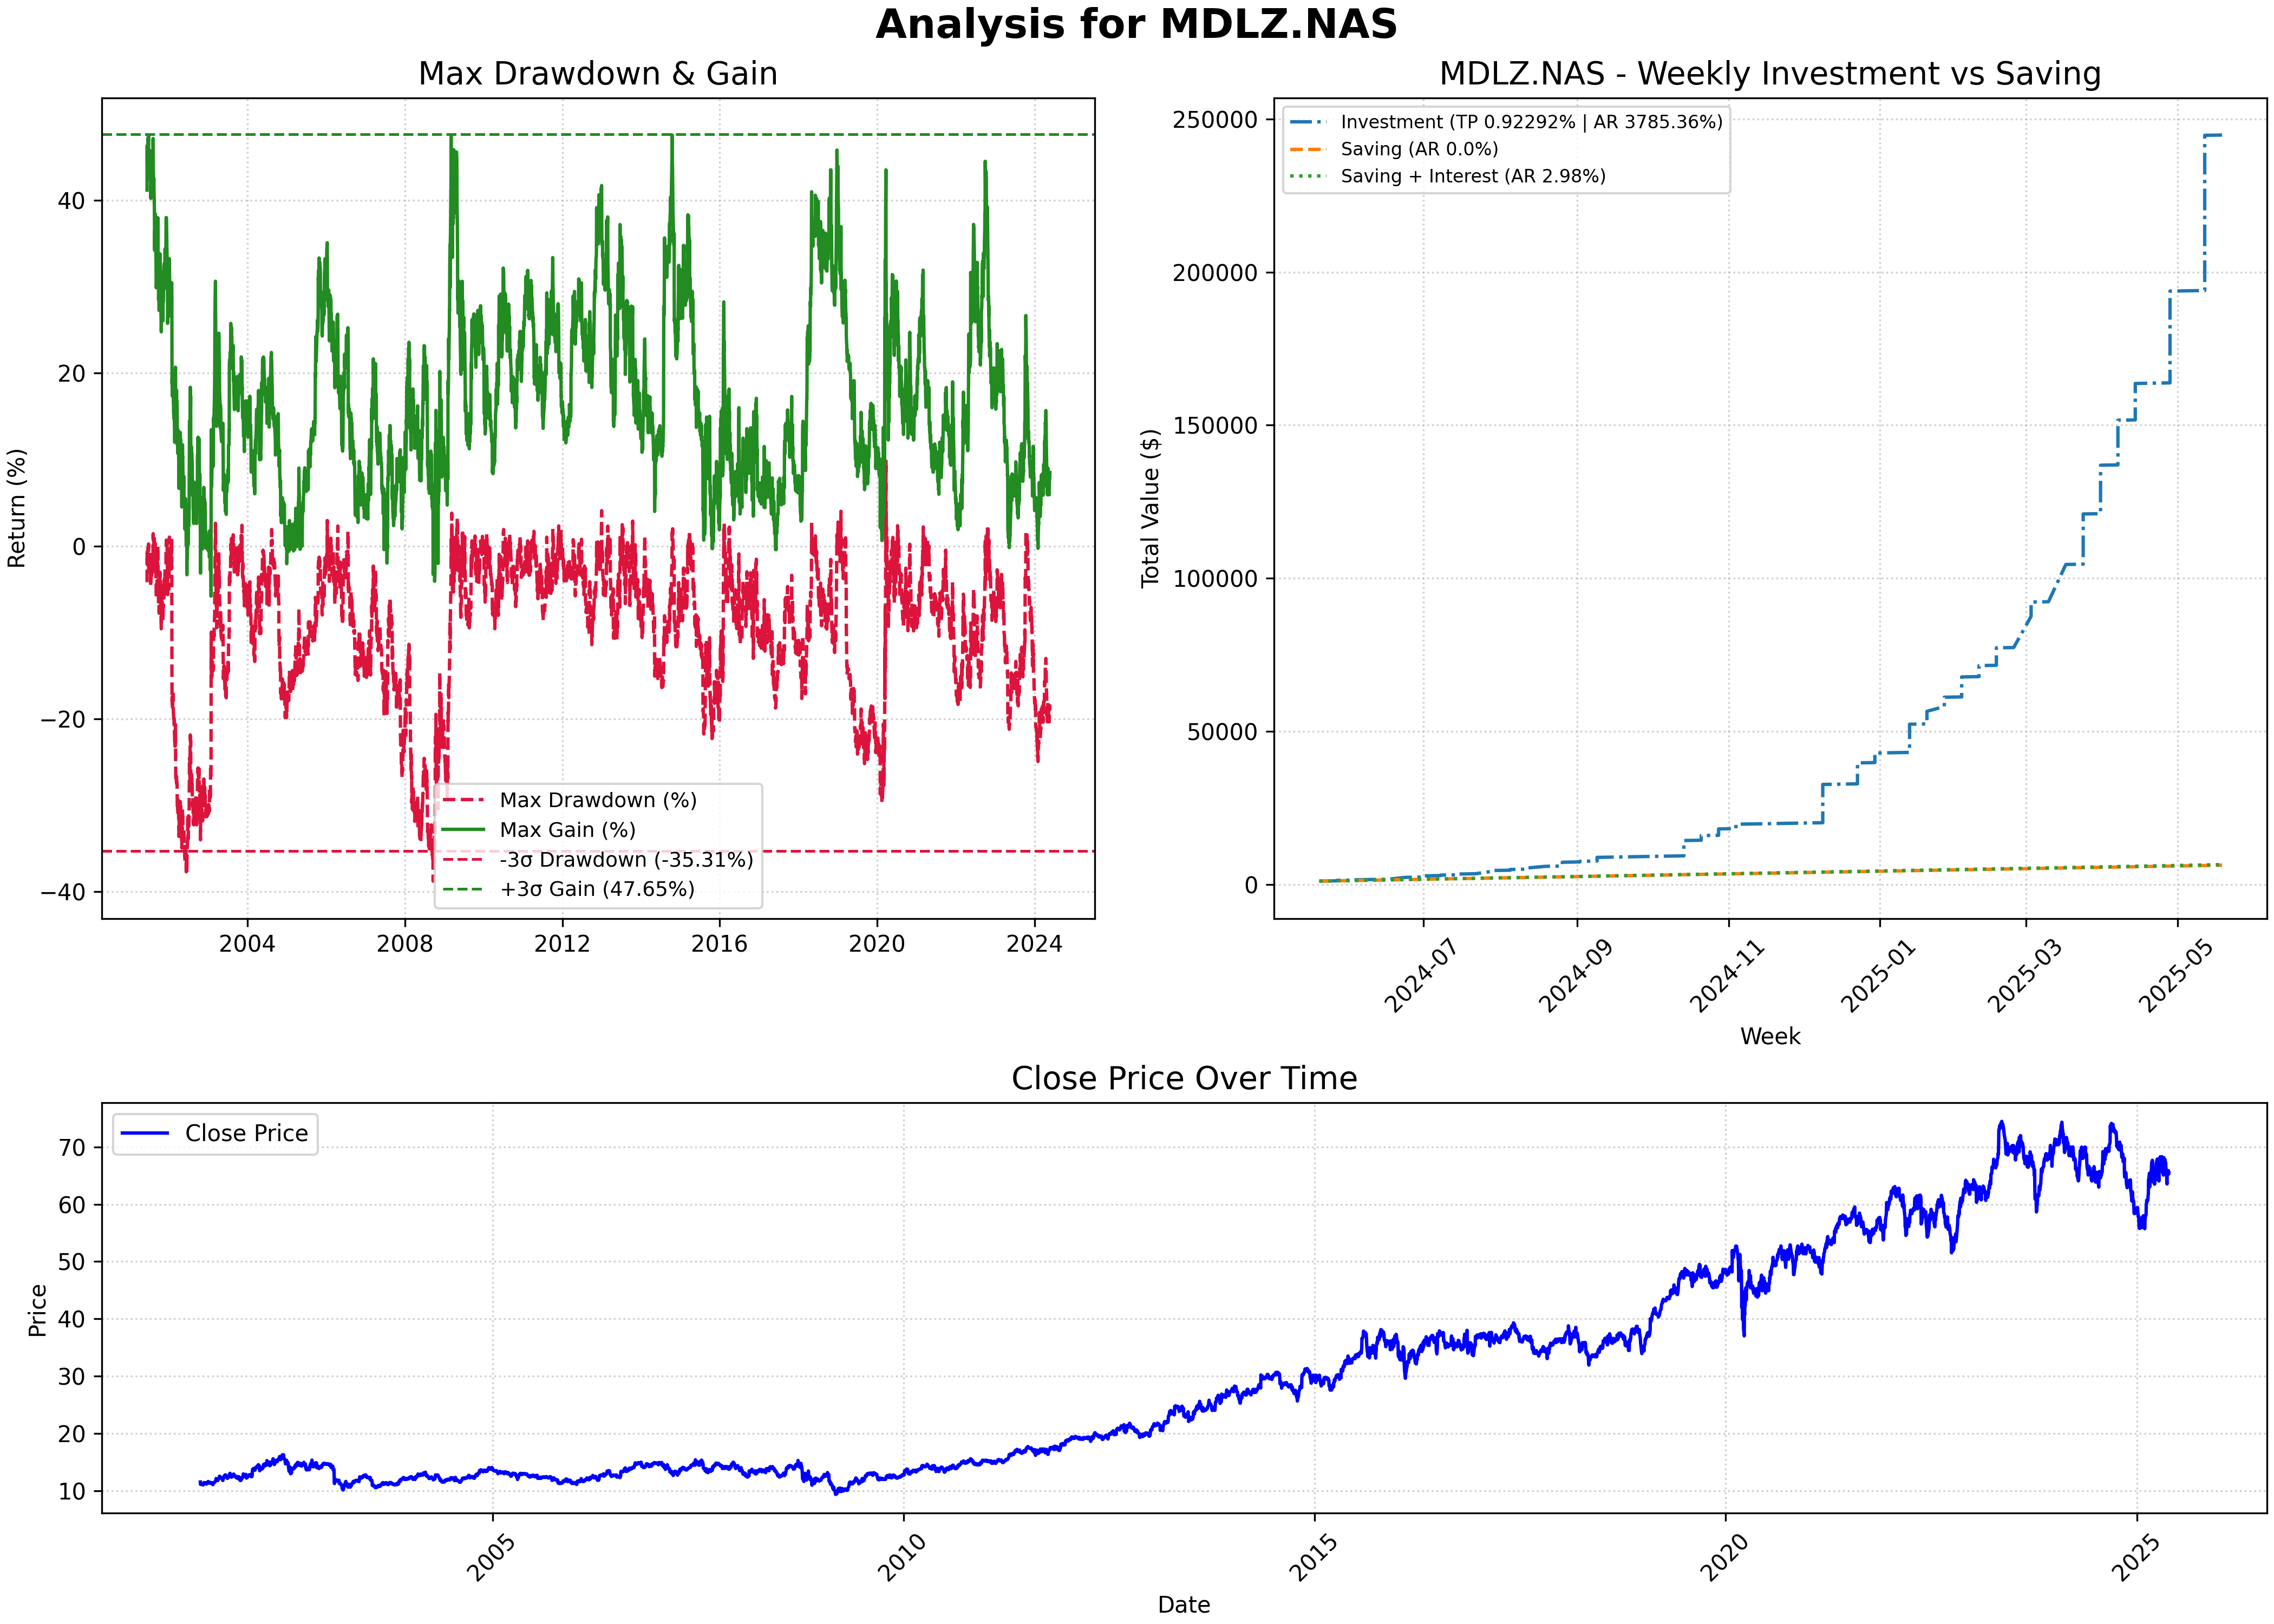 Analysis for MDLZ.NAS
Max Drawdown & Gain
Return (%)
40
20
0
−20
−40
2004
2008
2012
2016
2020
2024
Max Drawdown (%)
Max Gain (%)
-3σ Drawdown (-35.31%)
+3σ Gain (47.65%)
MDLZ.NAS - Weekly Investment vs Saving
Total Value ($)
250000
200000
150000
100000
50000
0
Investment (TP 0.92292% | AR 3785.36%)
Saving (AR 0.0%)
Saving + Interest (AR 2.98%)
2024-07
2024-09
2024-11
2025-01
2025-03
2025-05
Week
Close Price Over Time
Close Price
Price
70
60
50
40
30
20
10
2005
2010
2015
2020
2025
Date